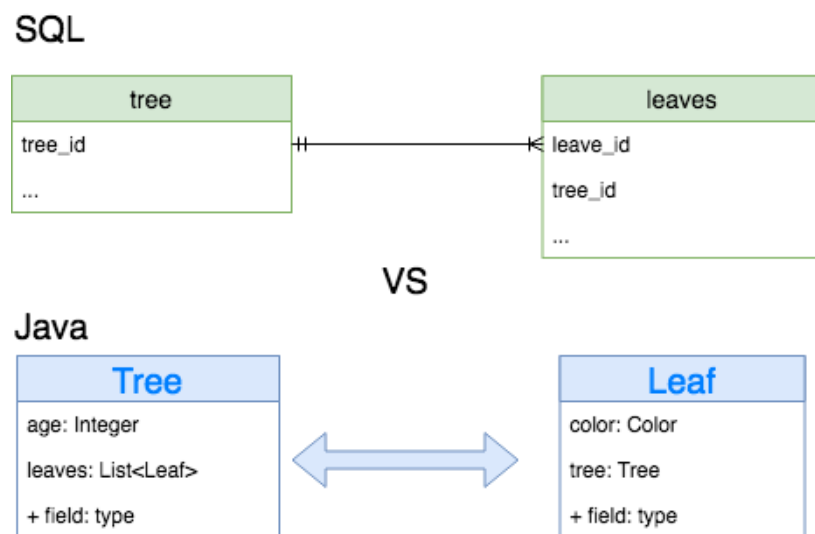 SQL
tree
leaves
tree_id
leave_id
...
tree_id
...
VS
Java
Tree
Leaf
age: Integer
color: Color
leaves: List<Leaf>
tree: Tree
+ field: type
+ field: type